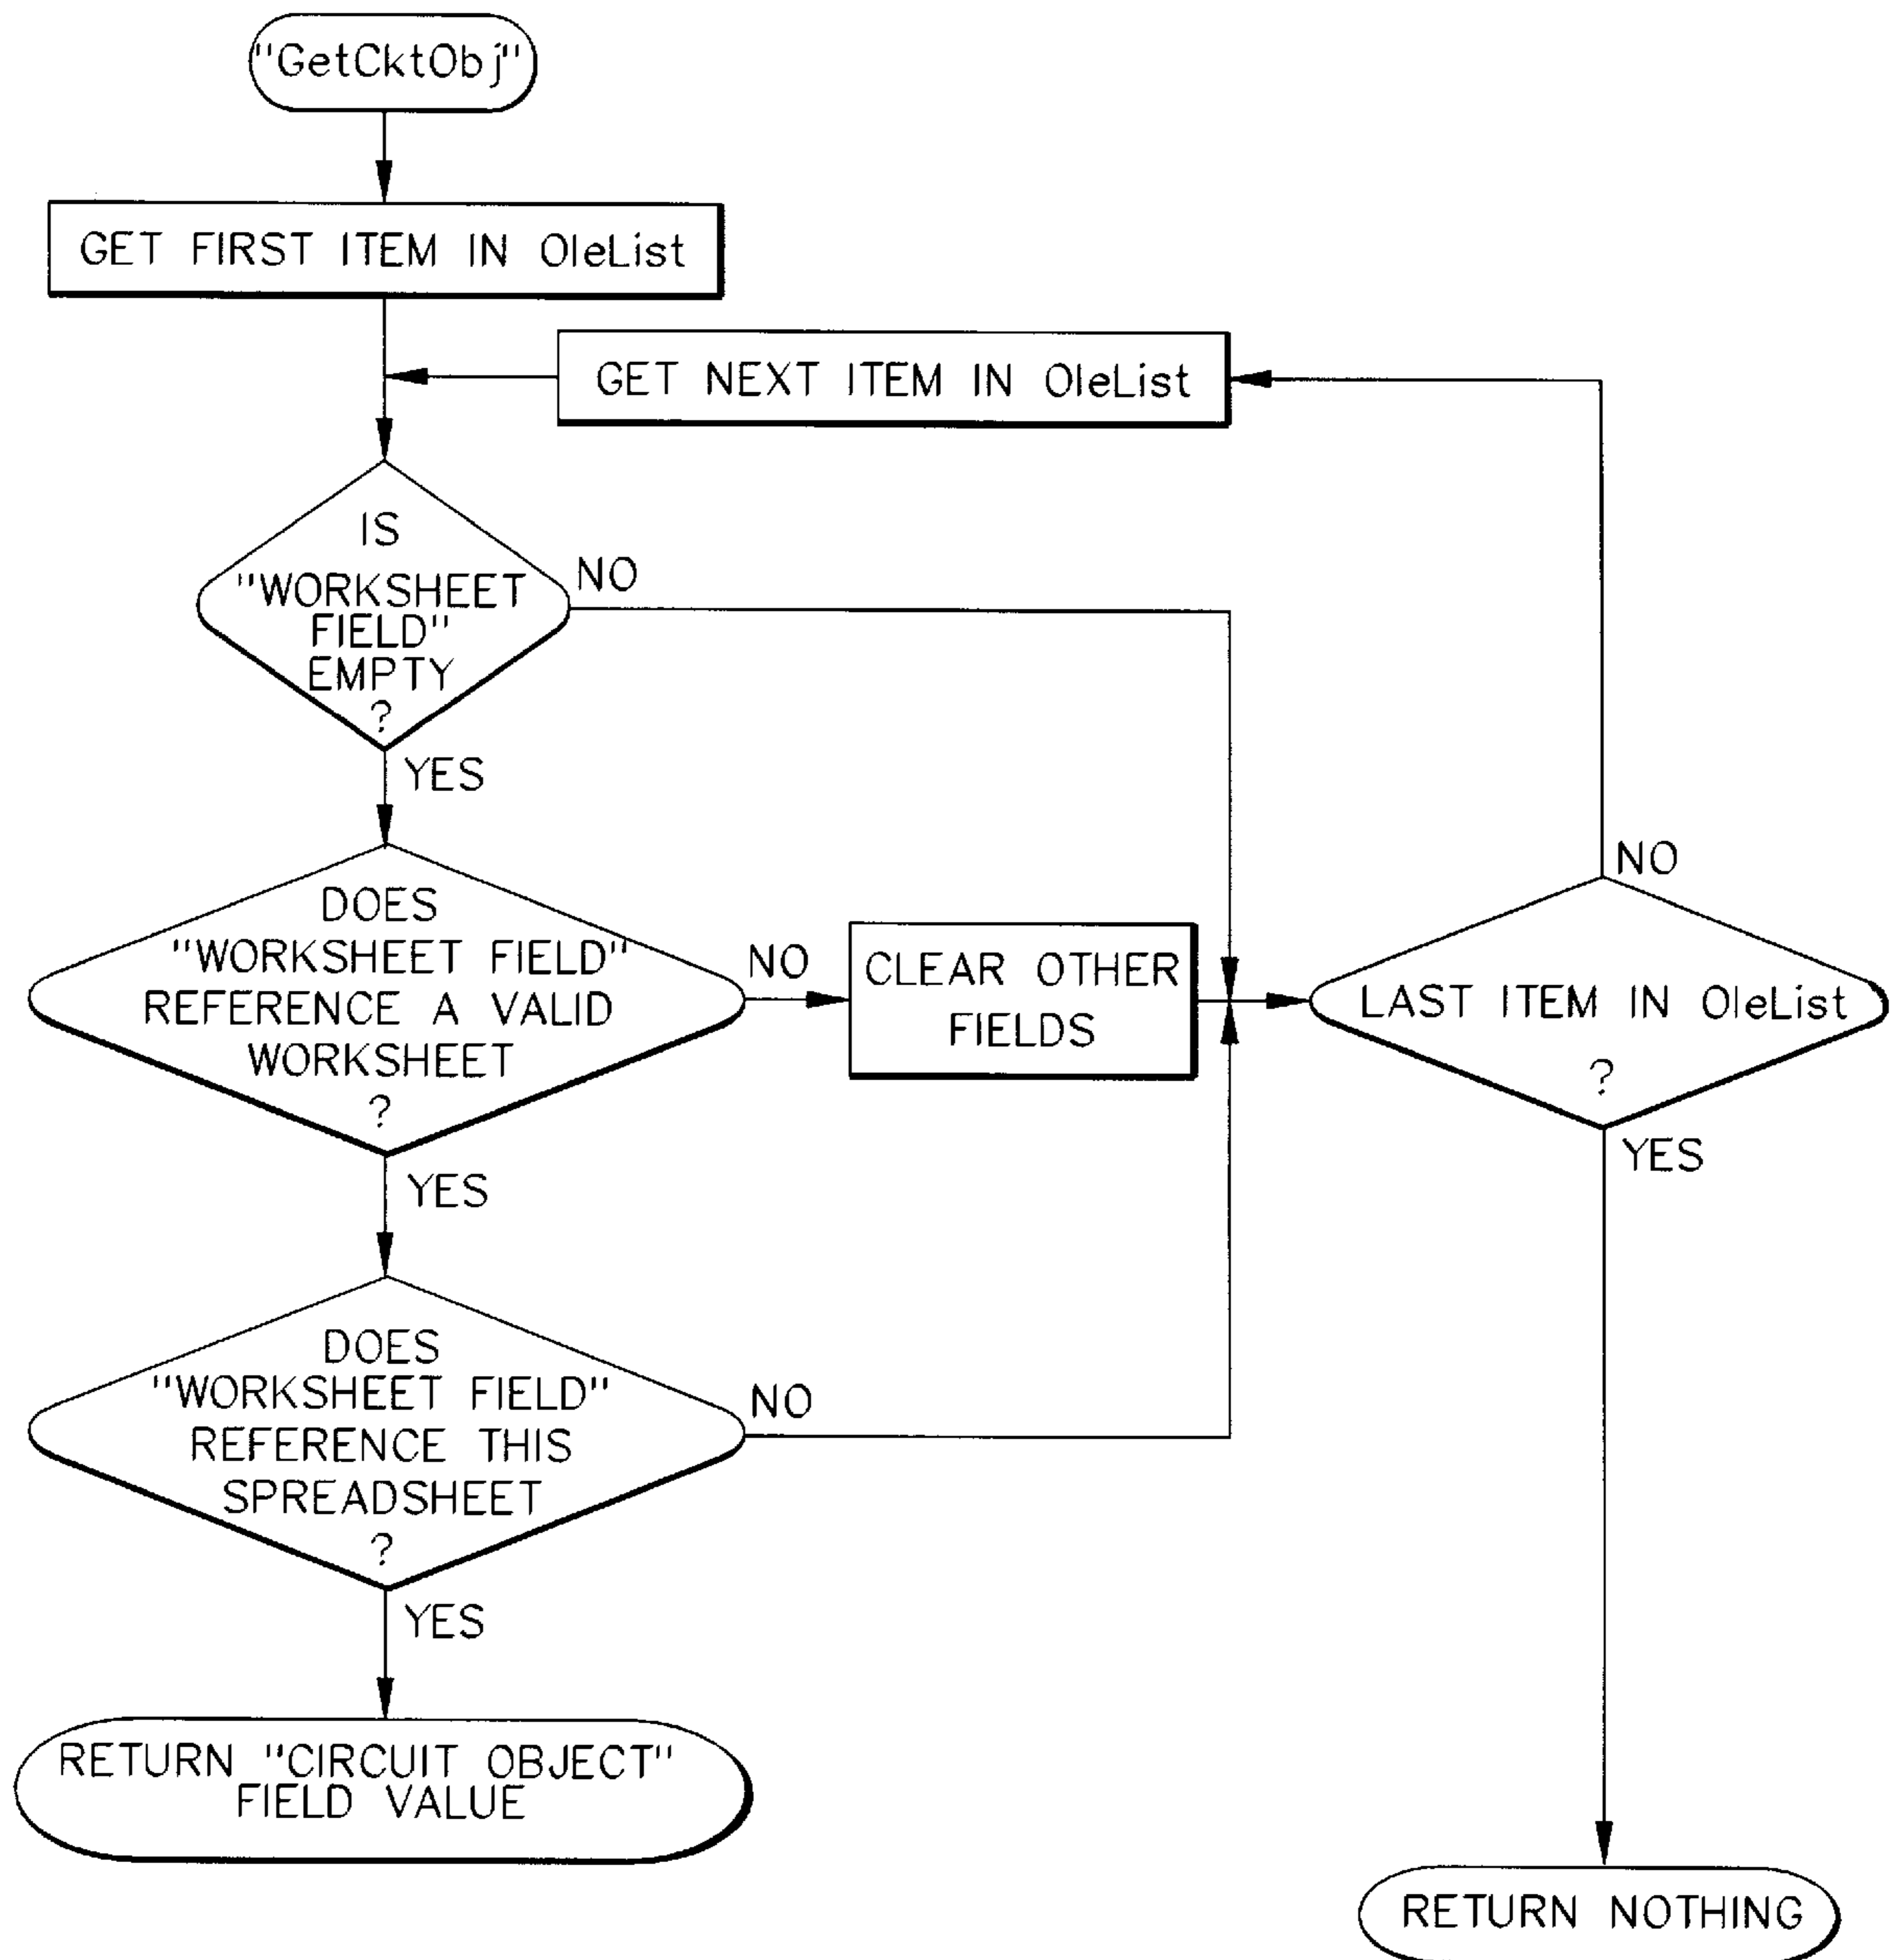 "GetCktObj"
GET FIRST ITEM IN OleList
GET NEXT ITEM IN OleList
IS
"WORKSHEET
FIELD"
EMPTY
?
NO
YES
DOES
"WORKSHEET FIELD"
REFERENCE A VALID
WORKSHEET
?
NO
YES
CLEAR OTHER
FIELDS
NO
LAST ITEM IN OleList
?
YES
DOES
"WORKSHEET FIELD"
REFERENCE THIS
SPREADSHEET
?
NO
YES
RETURN "CIRCUIT OBJECT"
FIELD VALUE
RETURN NOTHING